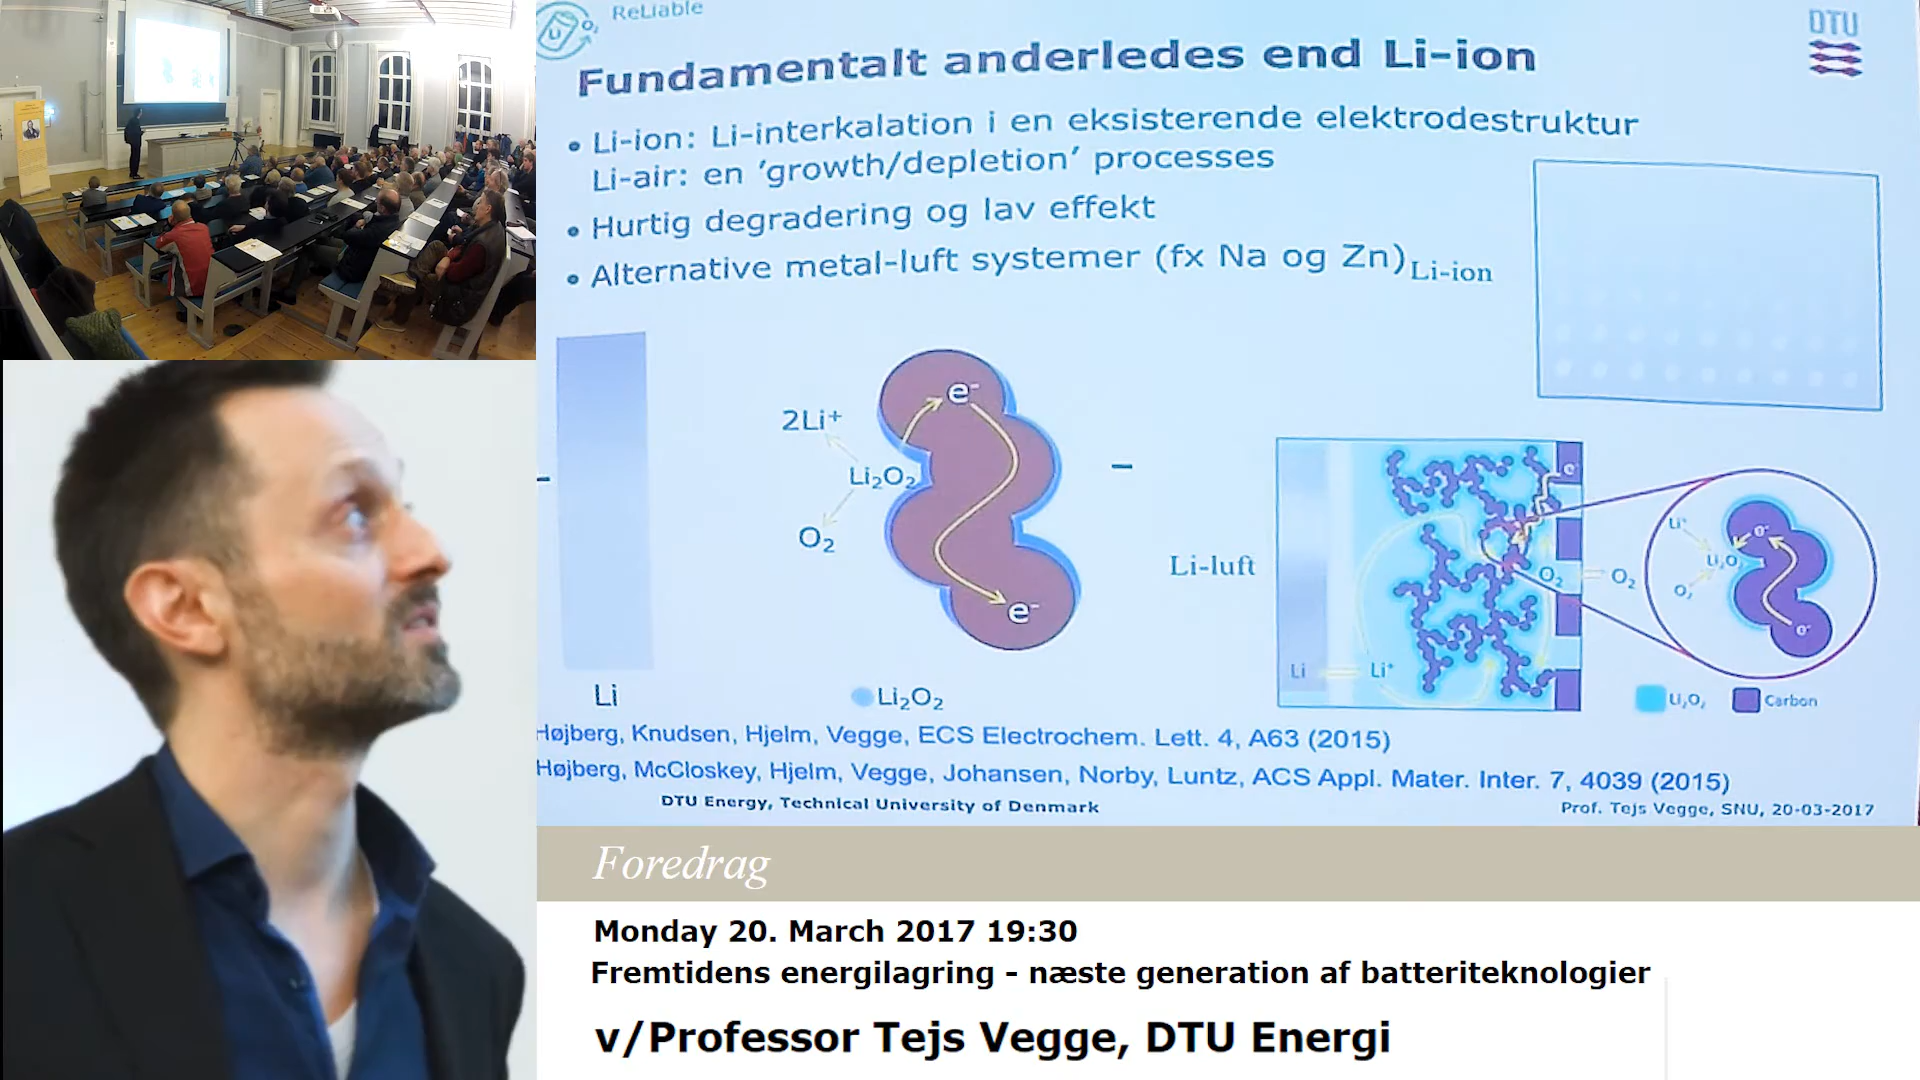 ReLiable
DTU
Fundamentalt anderledes end Li-ion
• Li-ion: Li-interkalation i en eksisterende elektrodestruktur
Li-air: en ’growth/depletion’ processes
• Hurtig degradering og lav effekt
• Alternative metal-luft systemer (fx Na og Zn)
Li-ion
e⁻
2Li⁺
Li₂O₂
O₂
e⁻
–
–
Li
Li₂O₂
Li-luft
e⁻
O₂
O₂
Li
Li⁺
Li⁺
e⁻
Li₂O₂
O₂
e⁻
Li₂O₂
Carbon
Højberg, Knudsen, Hjelm, Vegge, ECS Electrochem. Lett. 4, A63 (2015)
Højberg, McCloskey, Hjelm, Vegge, Johansen, Norby, Luntz, ACS Appl. Mater. Inter. 7, 4039 (2015)
DTU Energy, Technical University of Denmark
Prof. Tejs Vegge, SNU, 20-03-2017
Foredrag
Monday 20. March 2017 19:30
Fremtidens energilagring - næste generation af batteriteknologier
v/Professor Tejs Vegge, DTU Energi